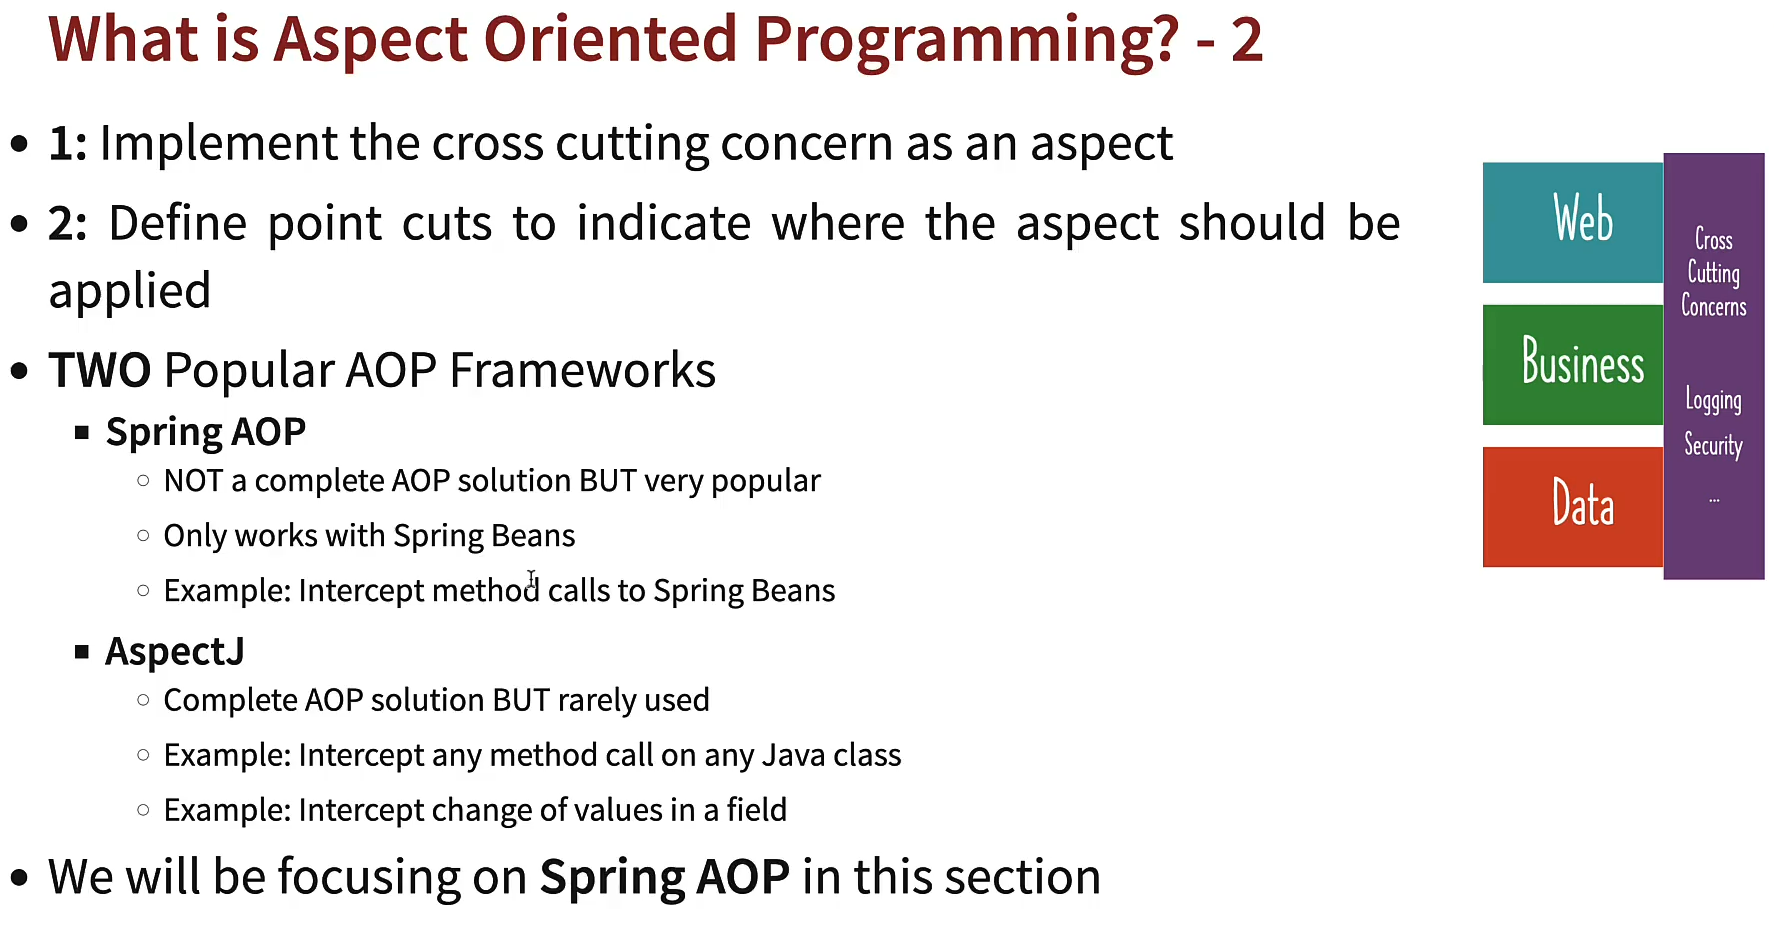 What is Aspect Oriented Programming? - 2
• 1: Implement the cross cutting concern as an aspect
• 2: Define point cuts to indicate where the aspect should be
applied
• TWO Popular AOP Frameworks
▪ Spring AOP
○ NOT a complete AOP solution BUT very popular
○ Only works with Spring Beans
○ Example: Intercept method calls to Spring Beans
▪ AspectJ
○ Complete AOP solution BUT rarely used
○ Example: Intercept any method call on any Java class
○ Example: Intercept change of values in a field
• We will be focusing on Spring AOP in this section
Web
Business
Data
Cross
Cutting
Concerns
Logging
Security
...